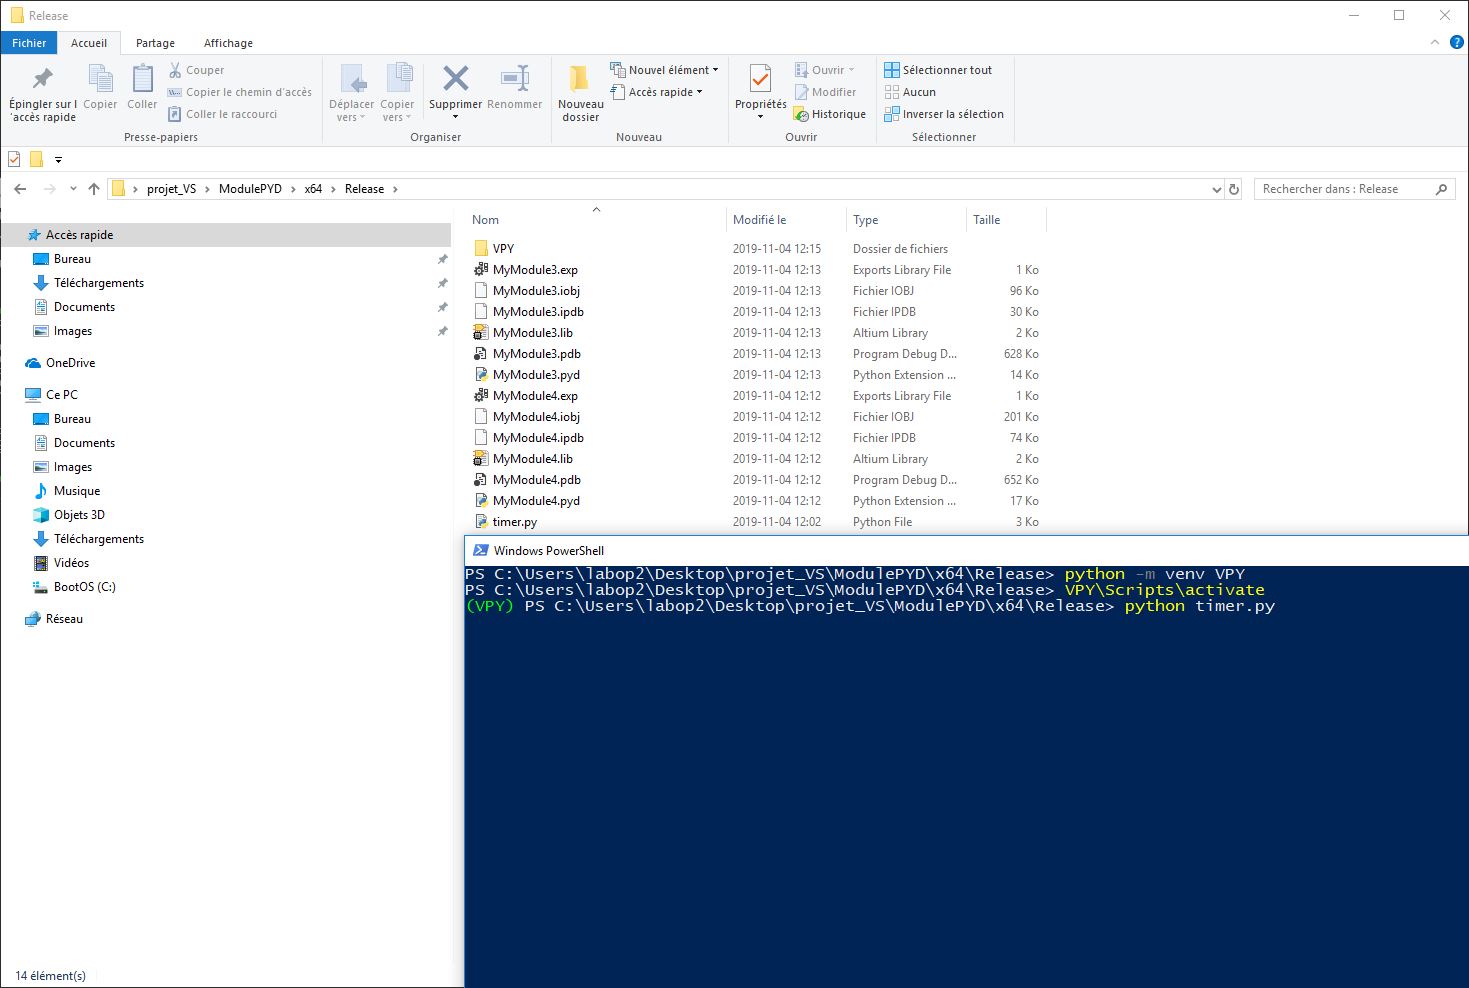 Release
Fichier Accueil Partage Affichage
Épingler sur l'accès rapide
Copier
Coller
Couper
Copier le chemin d'accès
Coller le raccourci
Presse-papiers
Déplacer vers
Copier vers
Supprimer
Renommer
Organiser
Nouveau dossier
Nouvel élément
Accès rapide
Nouveau
Propriétés
Ouvrir
Modifier
Historique
Ouvrir
Sélectionner tout
Aucun
Inverser la sélection
Sélectionner
projet_VS > ModulePYD > x64 > Release >
Rechercher dans : Release
Accès rapide
Bureau
Téléchargements
Documents
Images
OneDrive
Ce PC
Bureau
Documents
Images
Musique
Objets 3D
Téléchargements
Vidéos
BootOS (C:)
Réseau
Nom Modifié le Type Taille
VPY 2019-11-04 12:15 Dossier de fichiers
MyModule3.exp 2019-11-04 12:13 Exports Library File 1 Ko
MyModule3.iobj 2019-11-04 12:13 Fichier IOBJ 96 Ko
MyModule3.ipdb 2019-11-04 12:13 Fichier IPDB 30 Ko
MyModule3.lib 2019-11-04 12:13 Altium Library 2 Ko
MyModule3.pdb 2019-11-04 12:13 Program Debug D... 628 Ko
MyModule3.pyd 2019-11-04 12:13 Python Extension ... 14 Ko
MyModule4.exp 2019-11-04 12:12 Exports Library File 1 Ko
MyModule4.iobj 2019-11-04 12:12 Fichier IOBJ 201 Ko
MyModule4.ipdb 2019-11-04 12:12 Fichier IPDB 74 Ko
MyModule4.lib 2019-11-04 12:12 Altium Library 2 Ko
MyModule4.pdb 2019-11-04 12:12 Program Debug D... 652 Ko
MyModule4.pyd 2019-11-04 12:12 Python Extension ... 17 Ko
timer.py 2019-11-04 12:02 Python File 3 Ko
Windows PowerShell
PS C:\Users\labop2\Desktop\projet_VS\ModulePYD\x64\Release> python -m venv VPY
PS C:\Users\labop2\Desktop\projet_VS\ModulePYD\x64\Release> VPY\Scripts\activate
(VPY) PS C:\Users\labop2\Desktop\projet_VS\ModulePYD\x64\Release> python timer.py
14 élément(s)